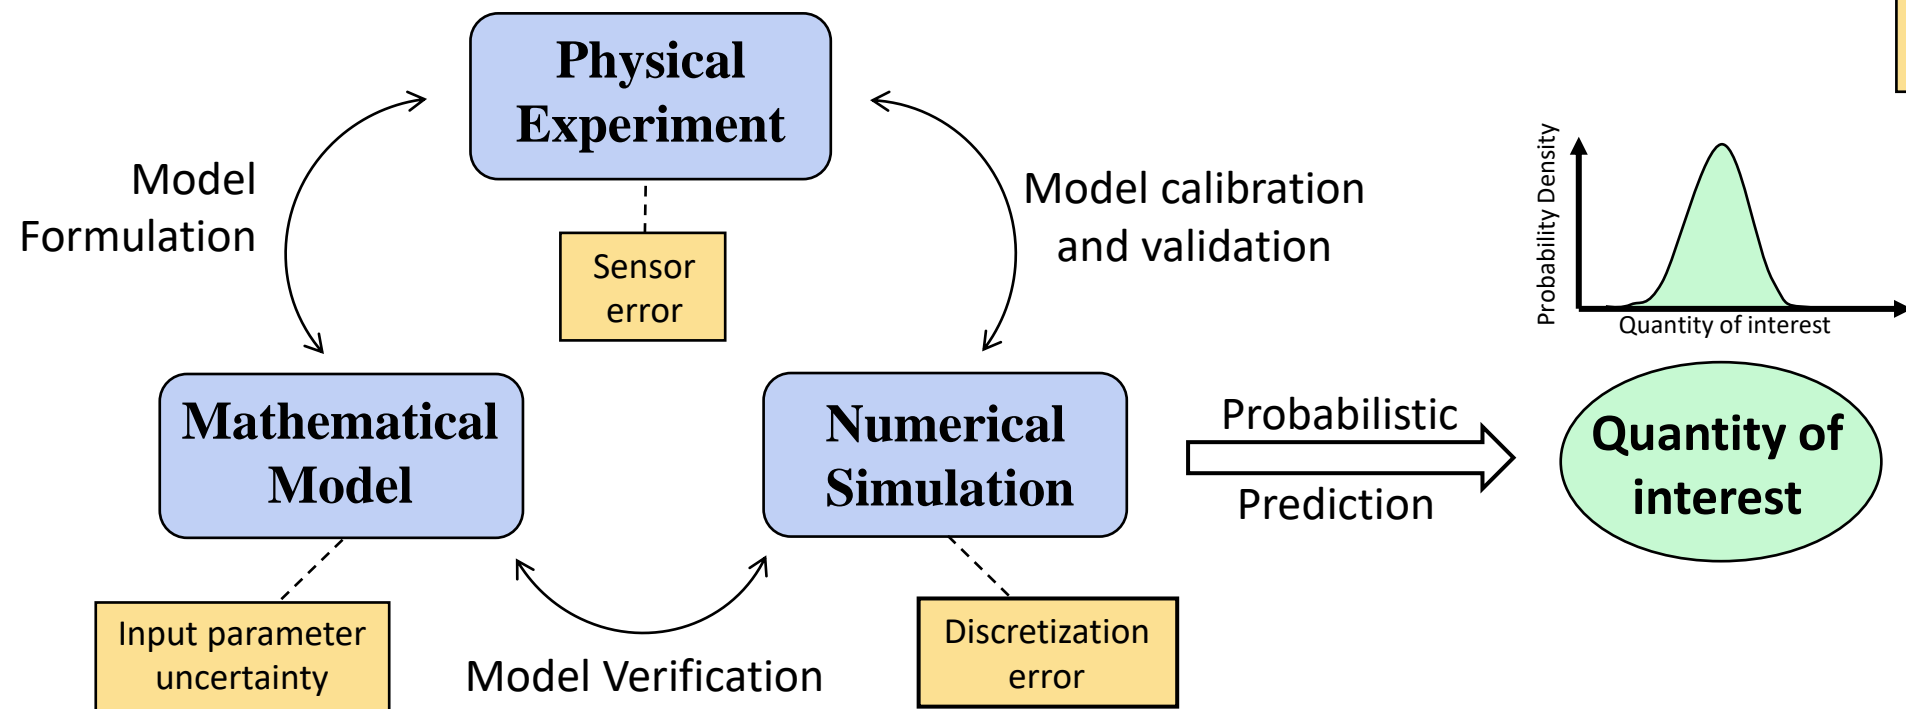 Physical
Experiment
Model
Formulation
Sensor
error
Model calibration
and validation
Probability Density
Quantity of interest
Mathematical
Model
Numerical
Simulation
Probabilistic
Prediction
Quantity of
interest
Input parameter
uncertainty
Model Verification
Discretization
error